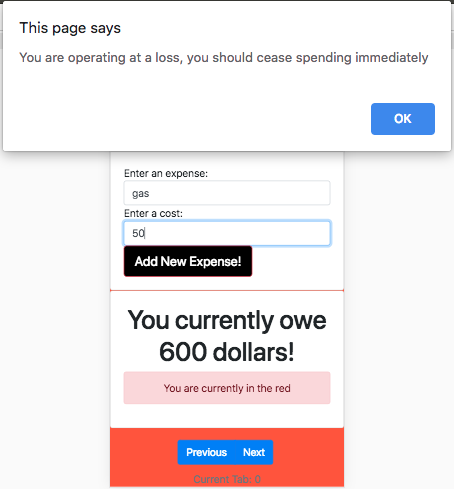 This page says
You are operating at a loss, you should cease spending immediately
OK
Enter an expense:
gas
Enter a cost:
50
Add New Expense!
You currently owe
600 dollars!
You are currently in the red
Previous Next
Current Tab: 0